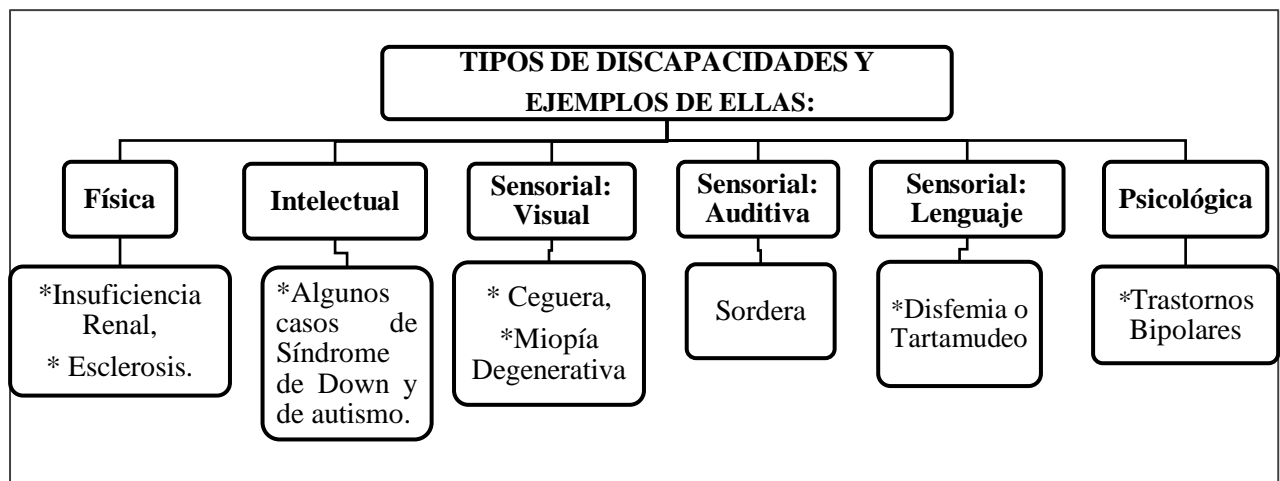 TIPOS DE DISCAPACIDADES Y
EJEMPLOS DE ELLAS:
Física
Intelectual
Sensorial:
Visual
Sensorial:
Auditiva
Sensorial:
Lenguaje
Psicológica
*Insuficiencia
Renal,
* Esclerosis.
*Algunos
casos de
Síndrome
de Down y
de autismo.
* Ceguera,
*Miopía
Degenerativa
Sordera
*Disfemia o
Tartamudeo
*Trastornos
Bipolares